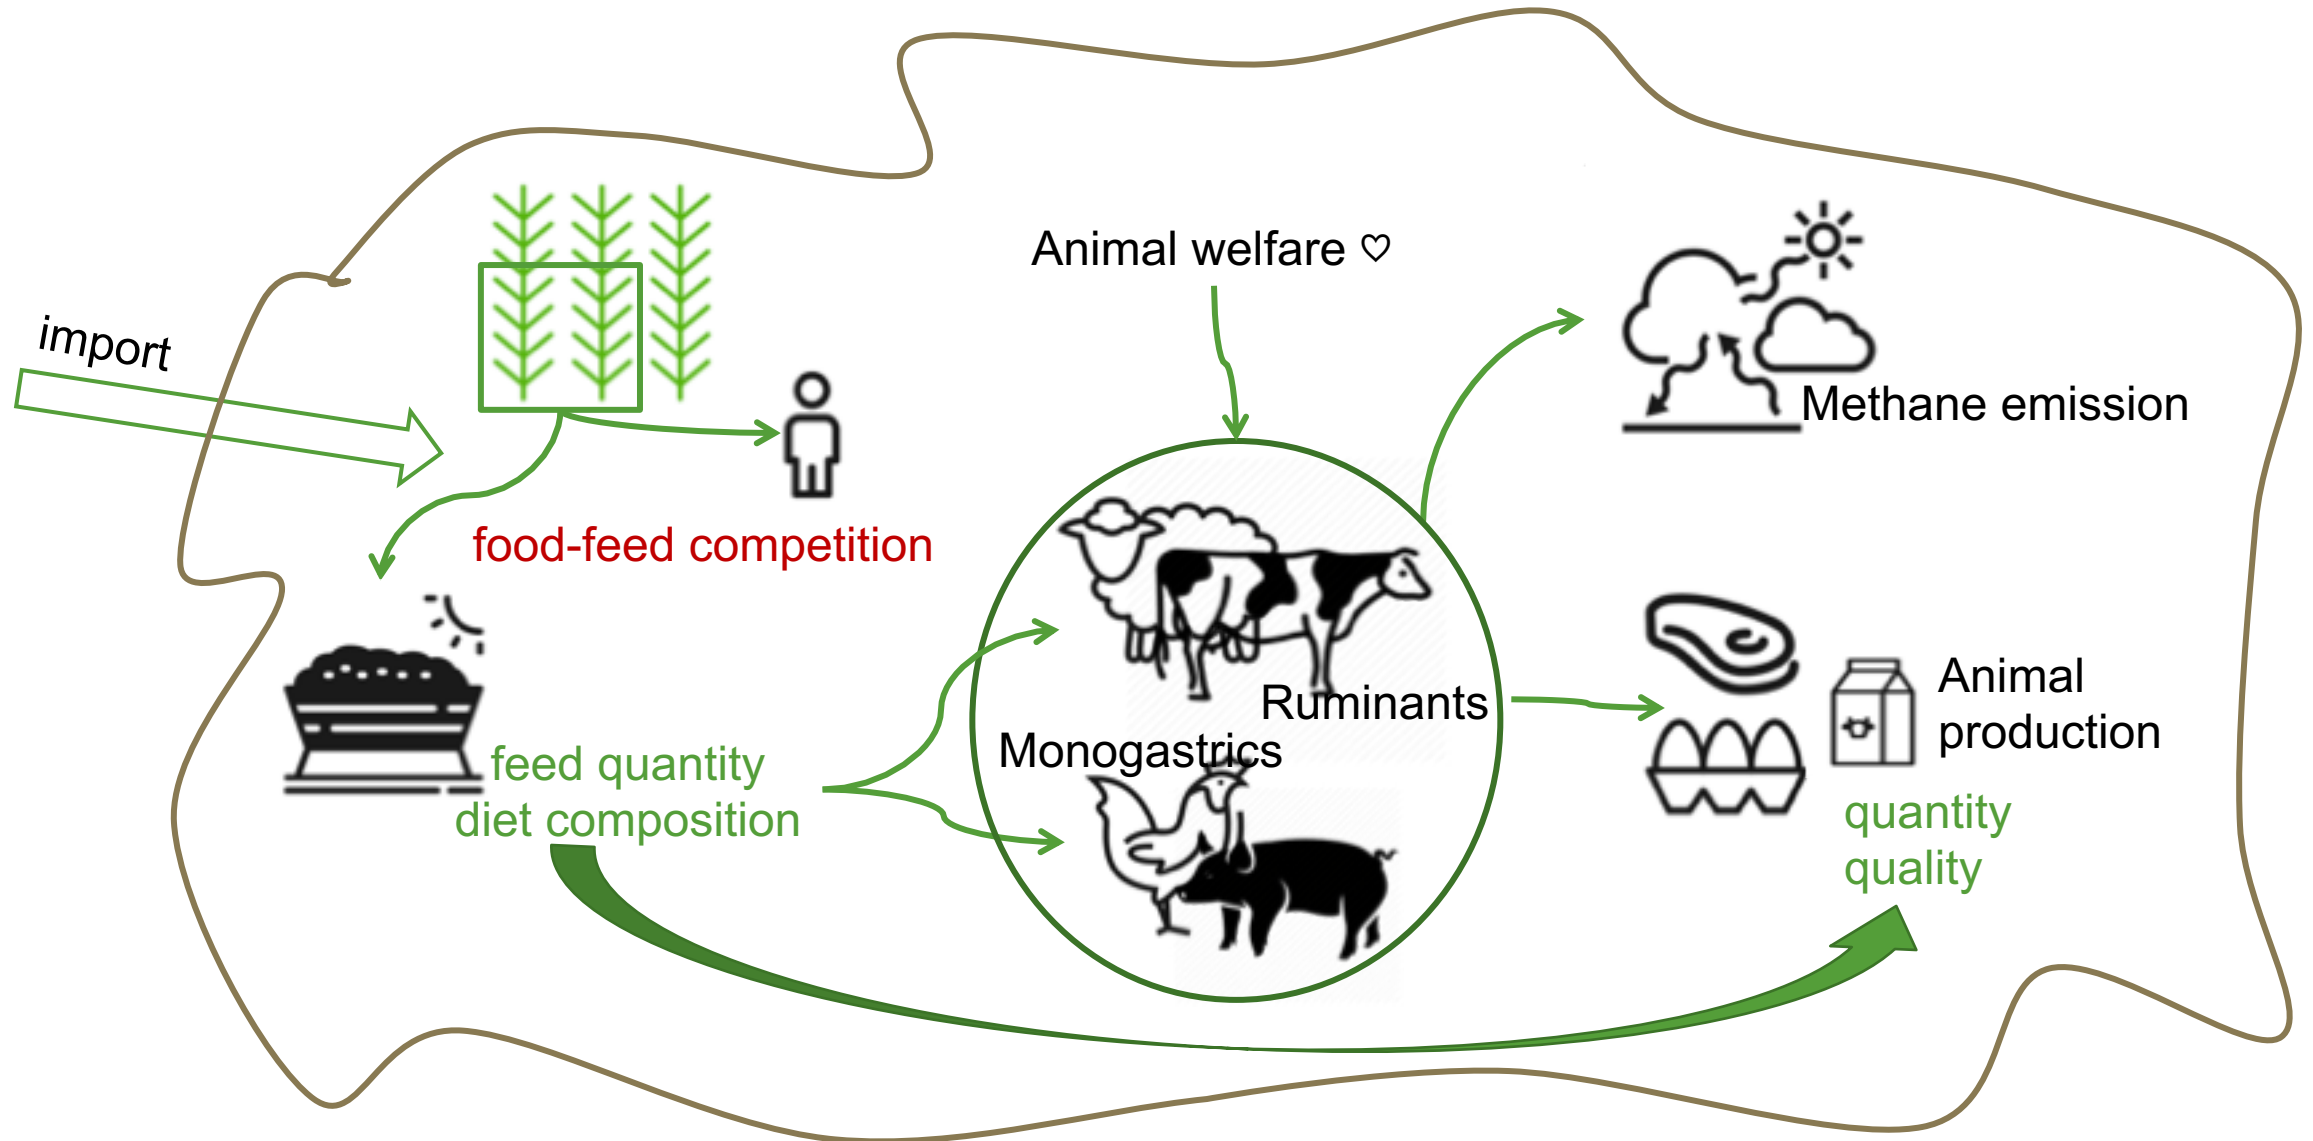 import
Animal welfare ♡
Methane emission
food-feed competition
Ruminants
Monogastrics
feed quantity
diet composition
Animal
production
quantity
quality